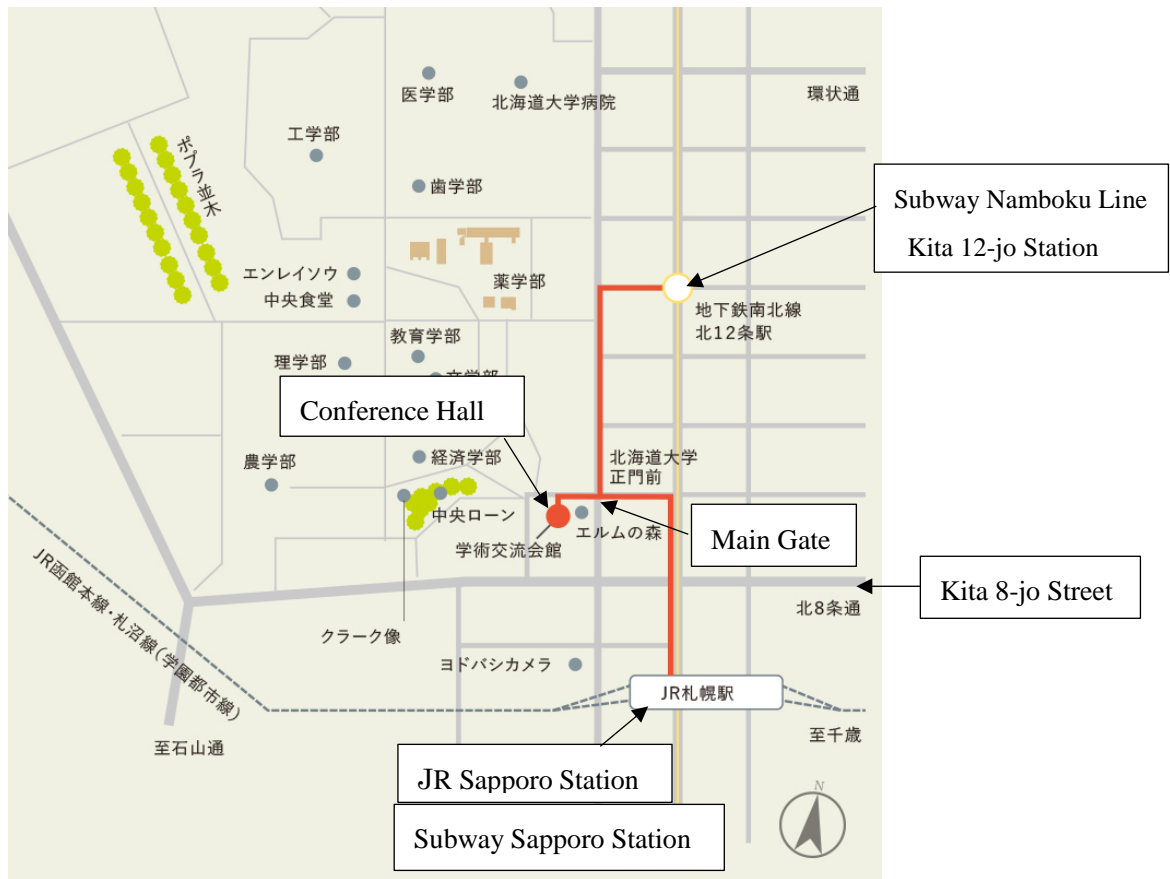 医学部
北海道大学病院
環状通
工学部
ポプラ並木
歯学部
Subway Namboku Line
Kita 12-jo Station
エンレイソウ
中央食堂
薬学部
地下鉄南北線
北12条駅
教育学部
理学部
Conference Hall
農学部
経済学部
北海道大学
正門前
中央ローン
エルムの森
学術交流会館
Main Gate
Kita 8-jo Street
北8条通
クラーク像
JR函館本線・札沼線(学園都市線)
ヨドバシカメラ
JR札幌駅
至石山通
至千歳
JR Sapporo Station
Subway Sapporo Station
N